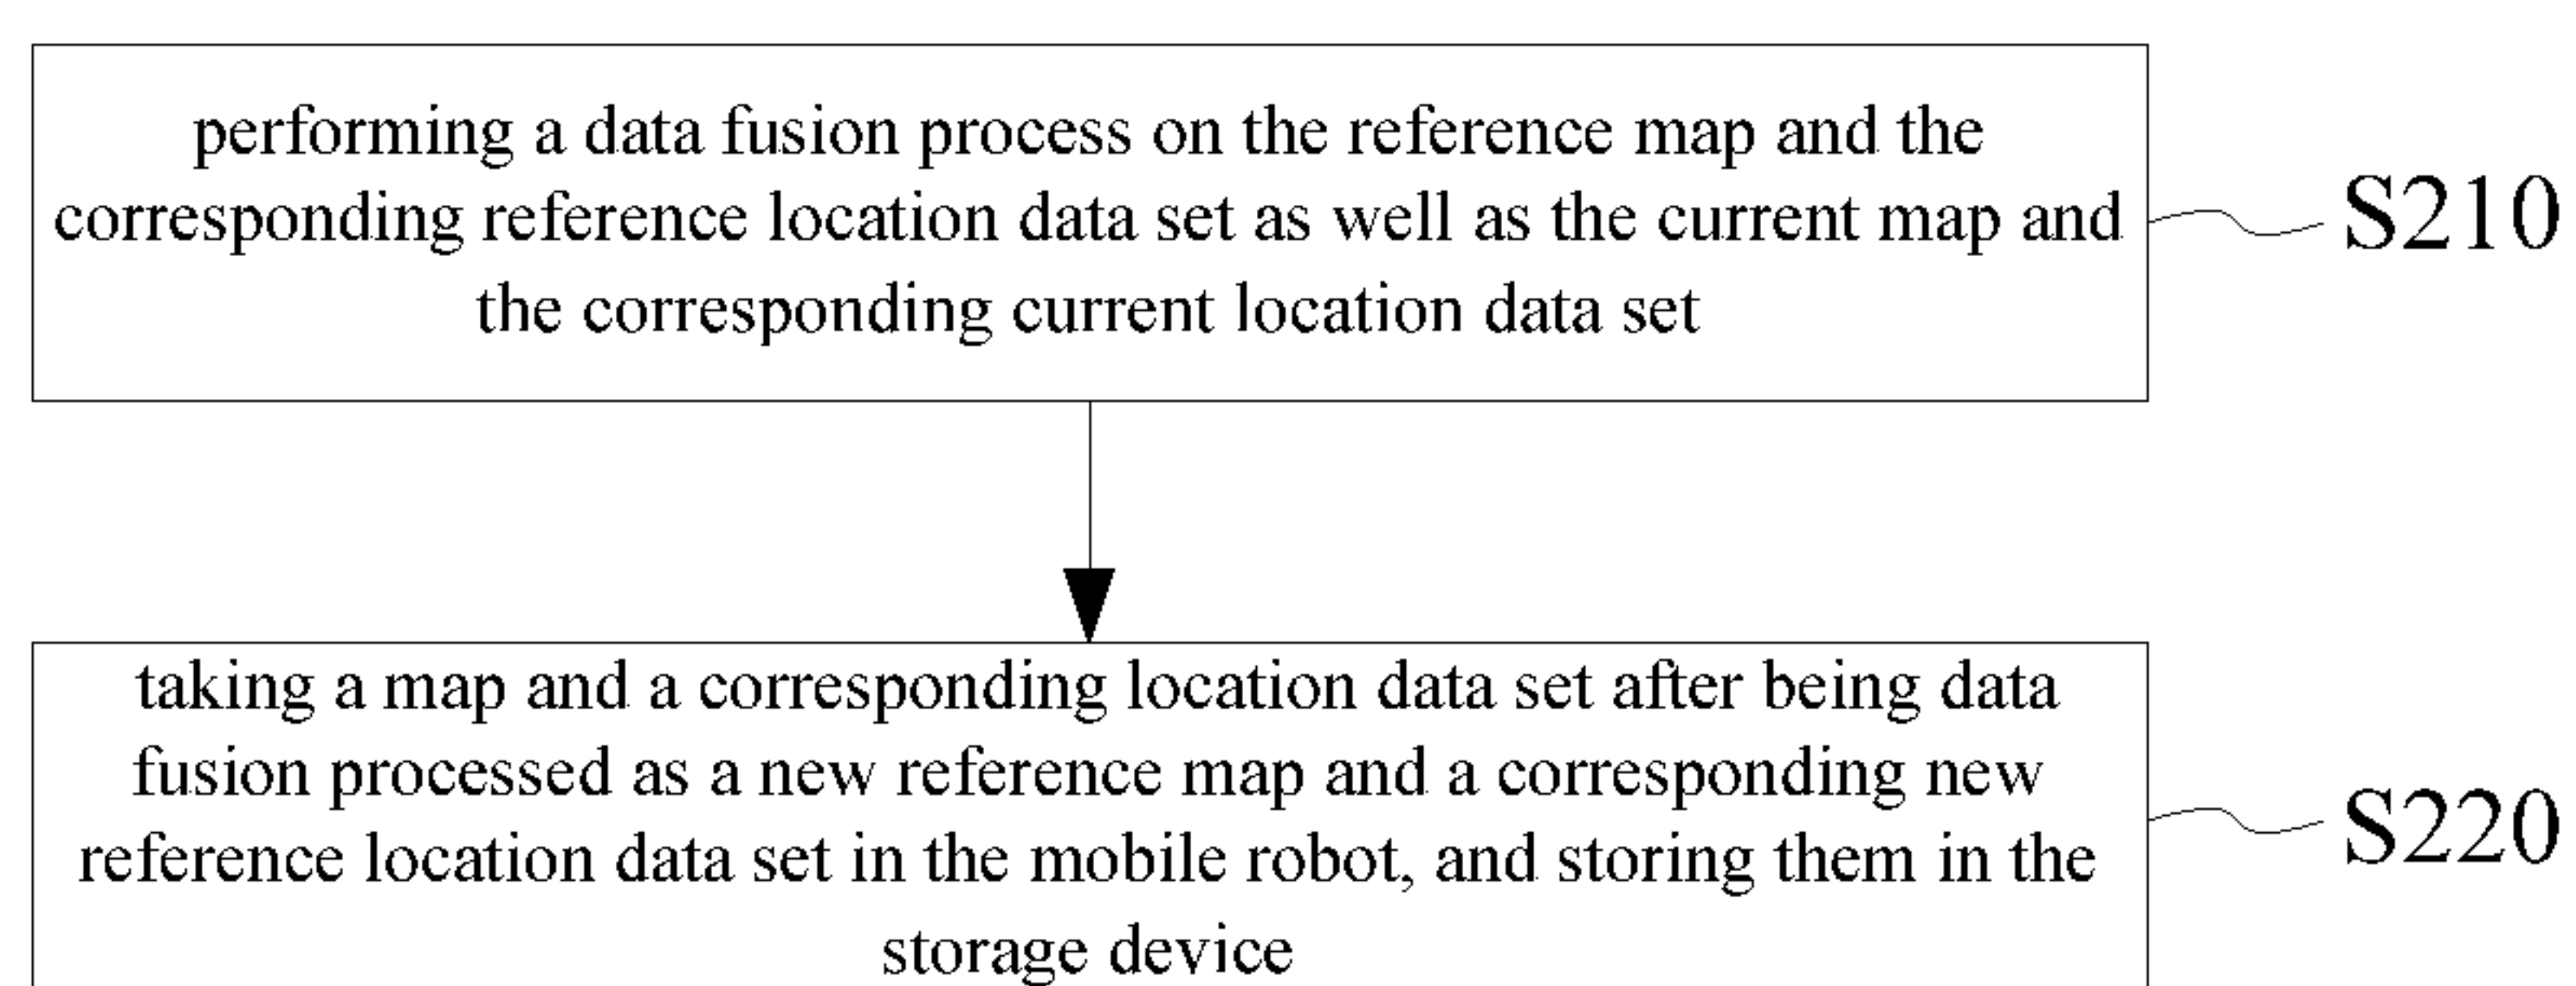 performing a data fusion process on the reference map and the
corresponding reference location data set as well as the current map and
the corresponding current location data set
S210
taking a map and a corresponding location data set after being data
fusion processed as a new reference map and a corresponding new
reference location data set in the mobile robot, and storing them in the
storage device
S220